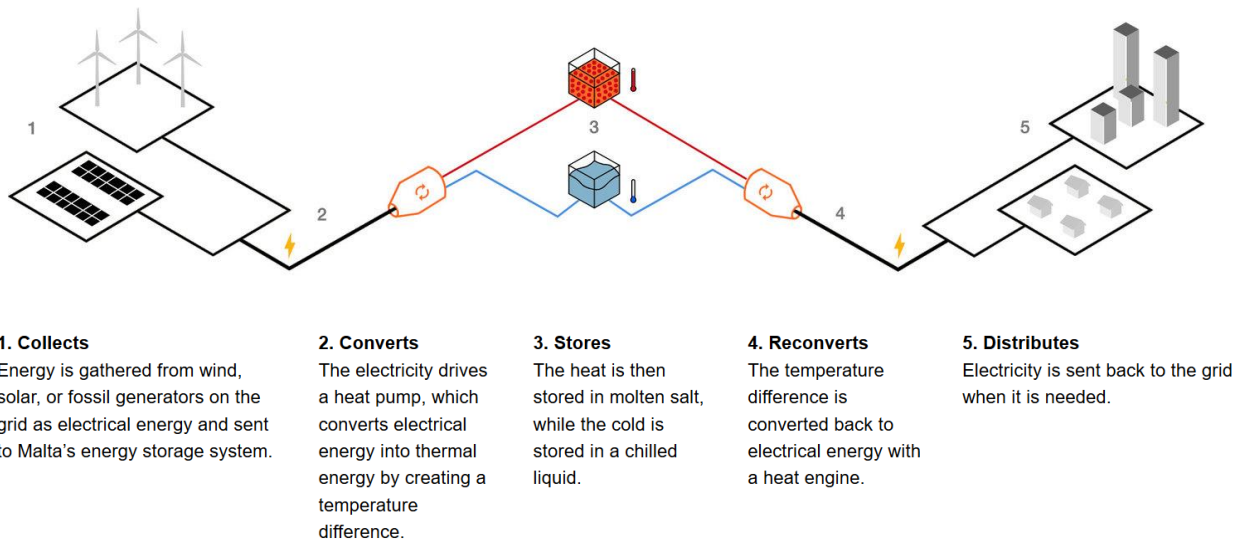 1
2
3
4
5
1. Collects
Energy is gathered from wind,
solar, or fossil generators on the
grid as electrical energy and sent
to Malta's energy storage system.
2. Converts
The electricity drives
a heat pump, which
converts electrical
energy into thermal
energy by creating a
temperature
difference.
3. Stores
The heat is then
stored in molten salt,
while the cold is
stored in a chilled
liquid.
4. Reconverts
The temperature
difference is
converted back to
electrical energy with
a heat engine.
5. Distributes
Electricity is sent back to the grid
when it is needed.